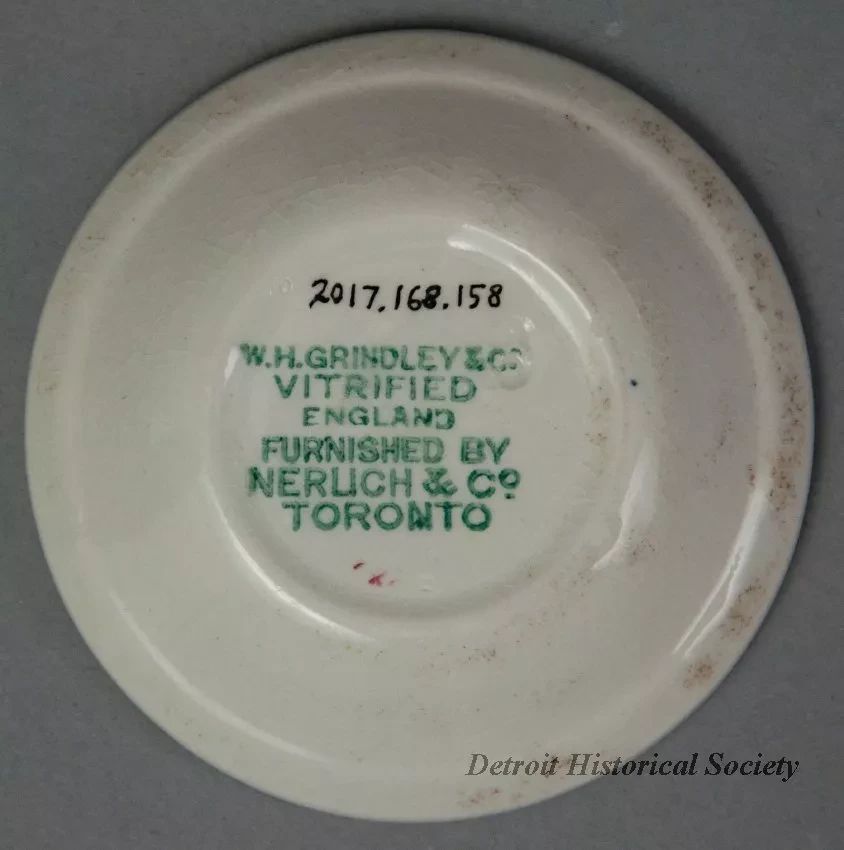 2017.168.158
W.H.GRINDLEY & Co.
VITRIFIED
ENGLAND
FURNISHED BY
NERLICH & Co.
TORONTO
Detroit Historical Society